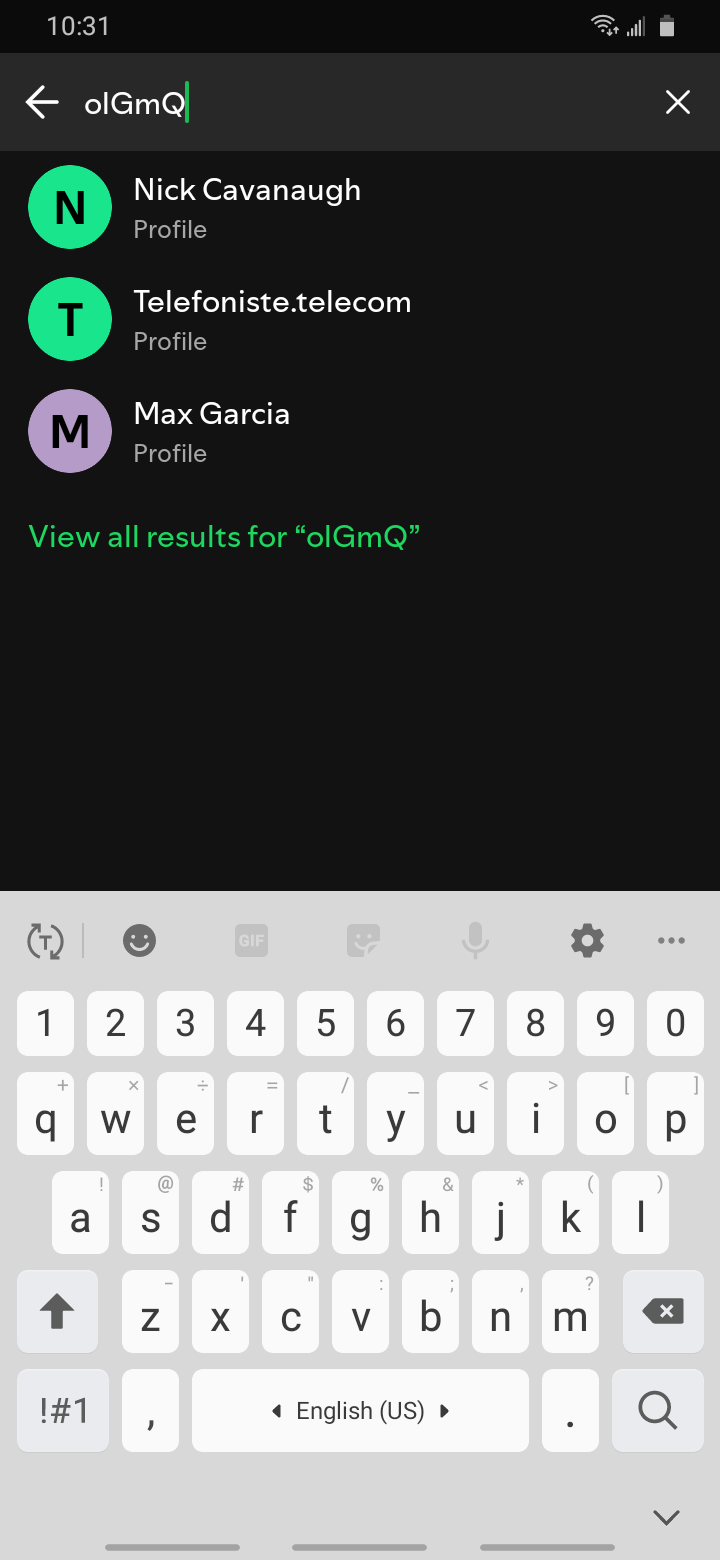 10:31
olGmQ
N
Nick Cavanaugh
Profile
T
Telefoniste.telecom
Profile
M
Max Garcia
Profile
View all results for “olGmQ”
T
GIF
1 2 3 4 5 6 7 8 9 0
+ × ÷ = / _ < > [ ]
q w e r t y u i o p
! @ # $ % & * ( )
a s d f g h j k l
- ' " : ; , ?
z x c v b n m
!#1 , English (US) .